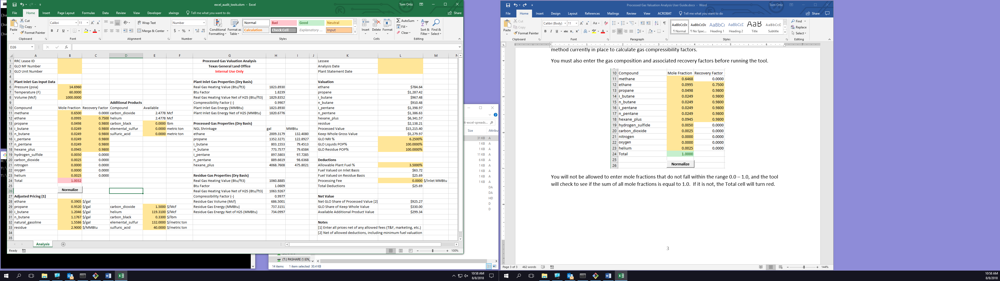 excel_audit_tools.xlsm - Excel
Tom Ortiz
File Home Insert Page Layout Formulas Data Review View Developer xlwings Tell me what you want to do Share
Paste
Cut
Copy
Format Painter
Calibri 11
B I U
Wrap Text
Merge & Center
Number
$ % ,
Conditional Formatting
Format as Table
Normal Bad Good Neutral
Calculation Check Cell Explanatory ... Input
Insert Delete Format
AutoSum
Fill
Clear
Sort & Filter
Find & Select
Clipboard Font Alignment Number Styles Cells Editing
D26
fx
A B C D E F G H I J K L M N
1 RRC Lease ID Processed Gas Valuation Analysis Lessee
2 GLO MF Number Texas General Land Office Analysis Date
3 GLO Unit Number Internal Use Only Plant Statement Date
4
5 Plant Inlet Gas Input Data Plant Inlet Gas Properties (Dry Basis) Valuation
6 Pressure (psia) 14.6960 Real Gas Heating Value (Btu/ft3) 1823.8930 ethane $784.64
7 Temperature (F) 60.0000 Btu Factor 1.8239 propane $1,287.42
8 Volume (Mcf) 1000.0000 Real Gas Heating Value Net of H2S (Btu/ft3) 1829.8352 i_butane $967.48
9 Additional Products Compressibility Factor (-) 0.9907 n_butane $910.48
10 Compound Mole Fraction Recovery Factor Compound Available Plant Inlet Gas Energy (MMBtu) 1823.8930 i_pentane $1,398.97
11 methane 0.6500 0.0000 carbon_dioxide 2.4778 Mcf Plant Inlet Gas Energy Net of H2S (MMBtu) 1820.6776 n_pentane $1,386.63
12 ethane 0.0995 0.7500 helium 2.4778 Mcf hexane_plus $6,341.57
13 propane 0.0498 0.9800 carbon_black 0.0000 lbm Processed Gas Properties (Dry Basis) residue $2,138.21
14 i_butane 0.0249 0.9800 elemental_sulfur 0.0000 metric ton NGL Shrinkage gal MMBtu Processed Value $15,215.40
15 n_butane 0.0249 0.9800 sulfuric_acid 0.0000 metric ton ethane 2009.3179 132.4080 Keep Whole Gross Value $5,279.97
16 i_pentane 0.0249 0.9800 propane 1352.3271 122.8927 GLO NRI % 6.2500%
17 n_pentane 0.0249 0.9800 i_butane 803.1553 79.4513 GLO Liquids POP% 100.0000%
18 hexane_plus 0.0945 0.9800 n_butane 773.7577 79.6584 GLO Residue POP% 100.0000%
19 hydrogen_sulfide 0.0050 0.0000 i_pentane 897.5803 97.7285
20 carbon_dioxide 0.0025 0.0000 n_pentane 889.6619 98.6368 Deductions
21 nitrogen 0.0000 0.0000 hexane_plus 4068.7608 475.8021 Allowable Plant Fuel % 3.5000%
22 oxygen 0.0000 0.0000 Fuel Valued on Inlet Basis $63.72
23 helium 0.0025 0.0000 Residue Gas Properties (Dry Basis) Fuel Valued on Residue Basis $25.69
24 Total 1.0032 Real Gas Heating Value (Btu/ft3) 1060.8885 Processing Fee 0.0000 $/Inlet MMBtu
25 Btu Factor 1.0609 Total Deductions $25.69
26 Normalize Real Gas Heating Value Net of H2S (Btu/ft3) 1063.9267
27 Adjusted Pricing [1] Compressibility Factor (-) 0.9977 Net Value
28 ethane 0.3905 $/gal Residue Gas Volume (Mcf) 686.5001 Net GLO Share of Processed Value [2] $925.27
29 propane 0.9520 $/gal carbon_dioxide 1.5000 $/Mcf Residue Gas Energy (MMBtu) 737.3151 GLO Share of Keep Whole Value $330.00
30 i_butane 1.2046 $/gal helium 119.3100 $/Mcf Residue Gas Energy Net of H2S (MMBtu) 734.0997 Available Additional Product Value $299.34
31 n_butane 1.1767 $/gal carbon_black 0.3300 $/lbm
32 natural_gasoline 1.5586 $/gal elemental_sulfur 132.0000 $/metric ton Notes
33 residue 2.9000 $/MMBtu sulfuric_acid 40.0000 $/metric ton [1] Enter all prices net of any allowed fees (T&F, marketing, etc.)
34 [2] Net of allowed deductions, including minimum fuel valuation
35
Analysis
Ready 100%
it-excel-spreads...
Size Attribu
31 KB A
1 KB A
1 KB A
11 KB A
6 KB A
1 KB A
1 KB A
1 KB A
1 KB A
DA
DA
HD
D
D
(T:) PASHARE (\\EN_
14 items 1 item selected 30.4 KB
10:58 AM
8/8/2018
Processed Gas Valuation Analysis User Guide.docx - Word
Tom Ortiz
File Home Insert Design Layout References Mailings Review View ACROBAT Tell me what you want to do Share
Paste
Cut
Copy
Format Painter
Calibri (Body) 11
B I U abc
AaBbCcDc AaBbCcDc AaBbCc AaBbCcE AaB AaBbCcC
Normal No Spac... Heading 1 Heading 2 Title Subtitle
Find
Replace
Select
Clipboard Font Paragraph Styles Editing
method currently in place to calculate gas compressibility factors.
You must also enter the gas composition and associated recovery factors before running the tool.
10 Compound Mole Fraction Recovery Factor
11 methane 0.6468 0.0000
12 ethane 0.0995 0.7500
13 propane 0.0498 0.9800
14 i_butane 0.0249 0.9800
15 n_butane 0.0249 0.9800
16 i_pentane 0.0249 0.9800
17 n_pentane 0.0249 0.9800
18 hexane_plus 0.0945 0.9800
19 hydrogen_sulfide 0.0050 0.0000
20 carbon_dioxide 0.0025 0.0000
21 nitrogen 0.0000 0.0000
22 oxygen 0.0000 0.0000
23 helium 0.0025 0.0000
24 Total 1.0000
25
26 Normalize
You will not be allowed to enter mole fractions that do not fall within the range 0.0 – 1.0, and the tool
will check to see if the sum of all mole fractions is equal to 1.0. If it is not, the Total cell will turn red.
3
Page 3 of 3 462 words 144%
10:58 AM
8/8/2018